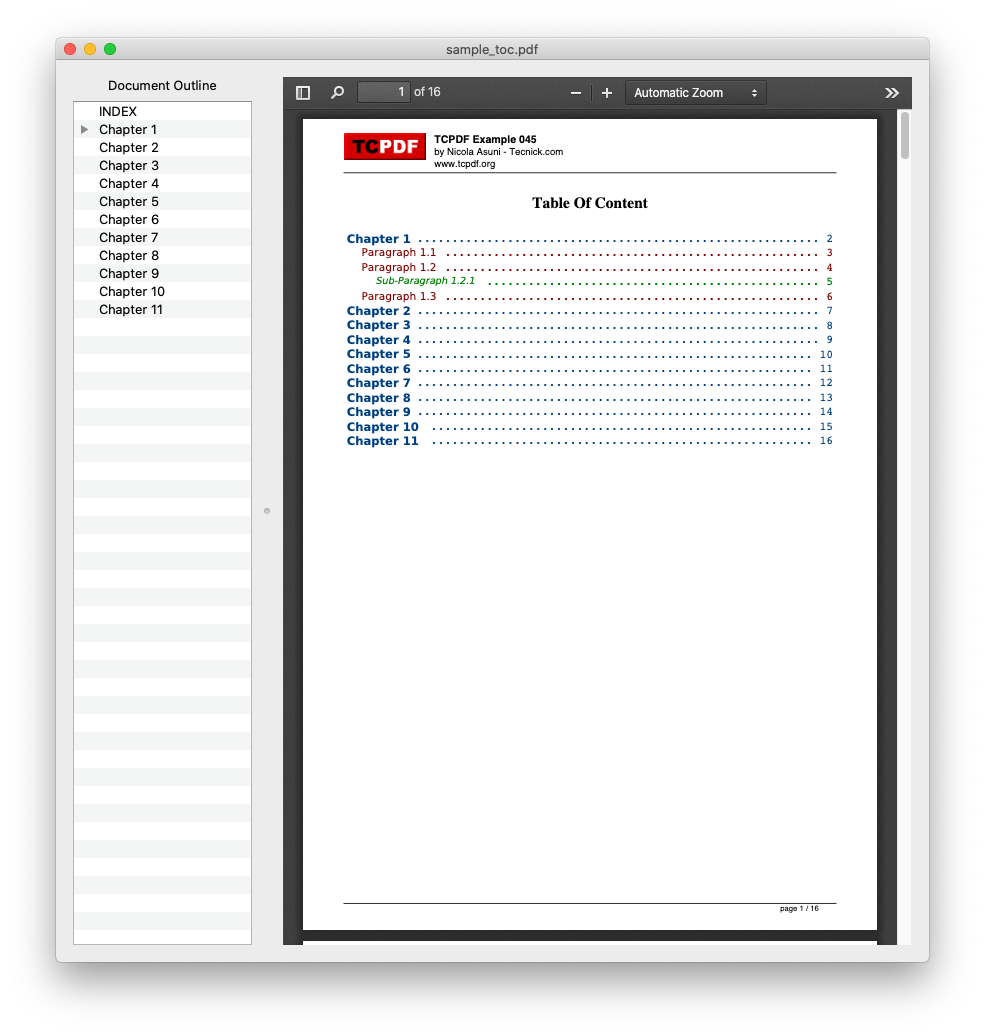 sample_toc.pdf
Document Outline
INDEX
Chapter 1
Chapter 2
Chapter 3
Chapter 4
Chapter 5
Chapter 6
Chapter 7
Chapter 8
Chapter 9
Chapter 10
Chapter 11
1 of 16
Automatic Zoom
TCPDF
TCPDF Example 045
by Nicola Asuni - Tecnick.com
www.tcpdf.org
Table Of Content
Chapter 1 2
Paragraph 1.1 3
Paragraph 1.2 4
Sub-Paragraph 1.2.1 5
Paragraph 1.3 6
Chapter 2 7
Chapter 3 8
Chapter 4 9
Chapter 5 10
Chapter 6 11
Chapter 7 12
Chapter 8 13
Chapter 9 14
Chapter 10 15
Chapter 11 16
page 1 / 16